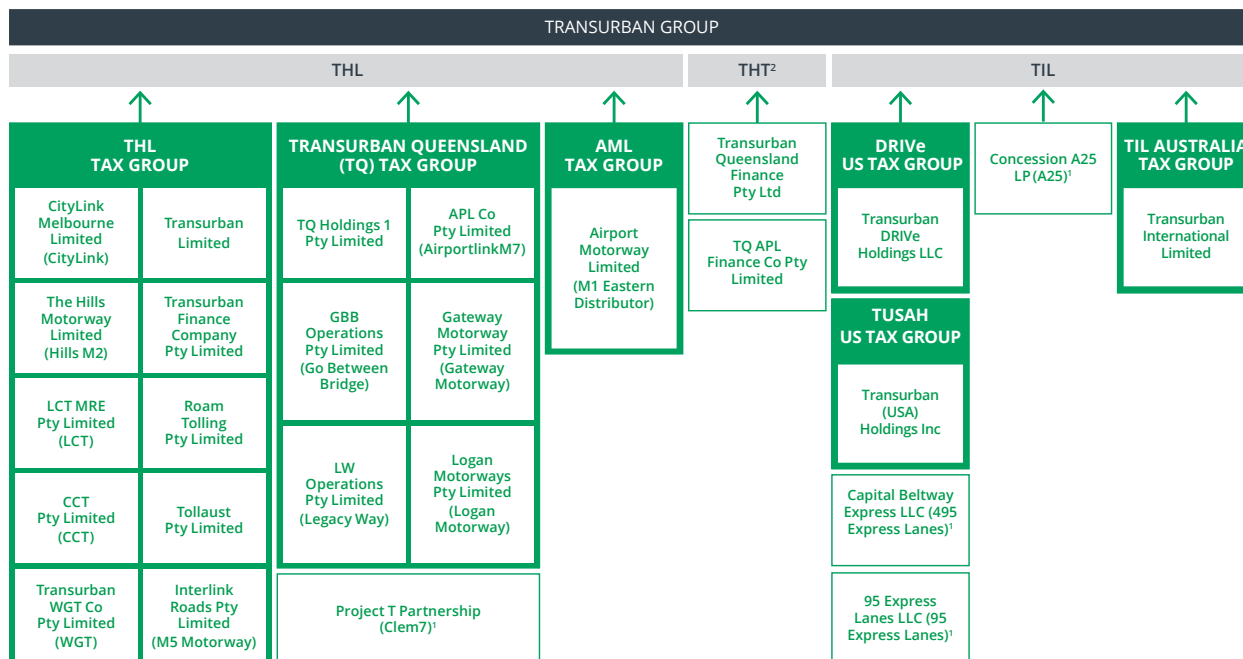 TRANSURBAN GROUP
THL
THT²
TIL
THL
TAX GROUP
CityLink
Melbourne
Limited
(CityLink)
Transurban
Limited
The Hills
Motorway
Limited
(Hills M2)
Transurban
Finance
Company
Pty Limited
LCT MRE
Pty Limited
(LCT)
Roam
Tolling
Pty Limited
CCT
Pty Limited
(CCT)
Tollaust
Pty Limited
Transurban
WGT Co
Pty Limited
(WGT)
Interlink
Roads Pty
Limited
(M5 Motorway)
TRANSURBAN QUEENSLAND
(TQ) TAX GROUP
TQ Holdings 1
Pty Limited
APL Co
Pty Limited
(AirportlinkM7)
GBB
Operations
Pty Limited
(Go Between
Bridge)
Gateway
Motorway
Pty Limited
(Gateway
Motorway)
LW
Operations
Pty Limited
(Legacy Way)
Logan
Motorways
Pty Limited
(Logan
Motorway)
Project T Partnership
(Clem7)¹
AML
TAX GROUP
Airport
Motorway
Limited
(M1 Eastern
Distributor)
Transurban
Queensland
Finance
Pty Ltd
TQ APL
Finance Co Pty
Limited
DRIVe
US TAX GROUP
Transurban
DRIVe
Holdings LLC
TUSAH
US TAX GROUP
Transurban
(USA)
Holdings Inc
Capital Beltway
Express LLC (495
Express Lanes)¹
95 Express
Lanes LLC (95
Express Lanes)¹
Concession A25
LP (A25)¹
TIL AUSTRALIA
TAX GROUP
Transurban
International
Limited